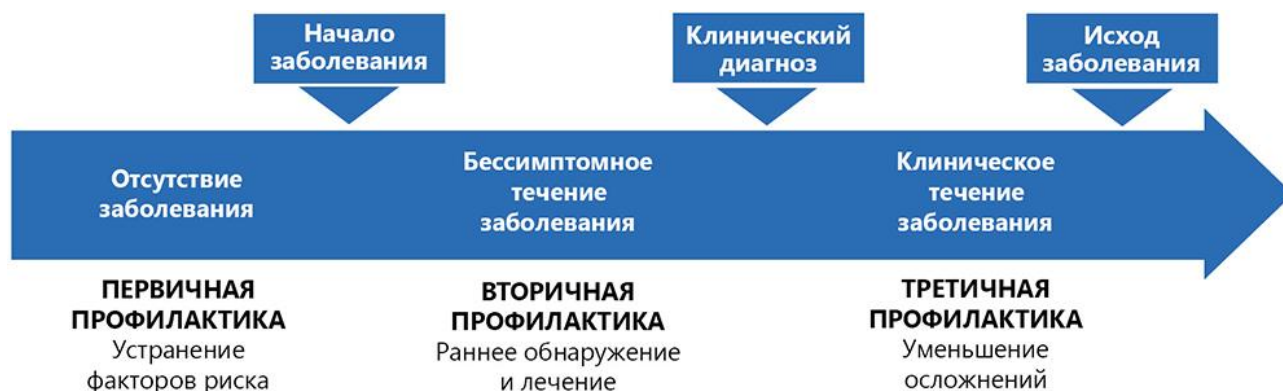 Начало
заболевания
Клинический
диагноз
Исход
заболевания
Отсутствие
заболевания
Бессимптомное
течение
заболевания
Клиническое
течение
заболевания
ПЕРВИЧНАЯ
ПРОФИЛАКТИКА
Устранение
факторов риска
ВТОРИЧНАЯ
ПРОФИЛАКТИКА
Раннее обнаружение
и лечение
ТРЕТИЧНАЯ
ПРОФИЛАКТИКА
Уменьшение
осложнений